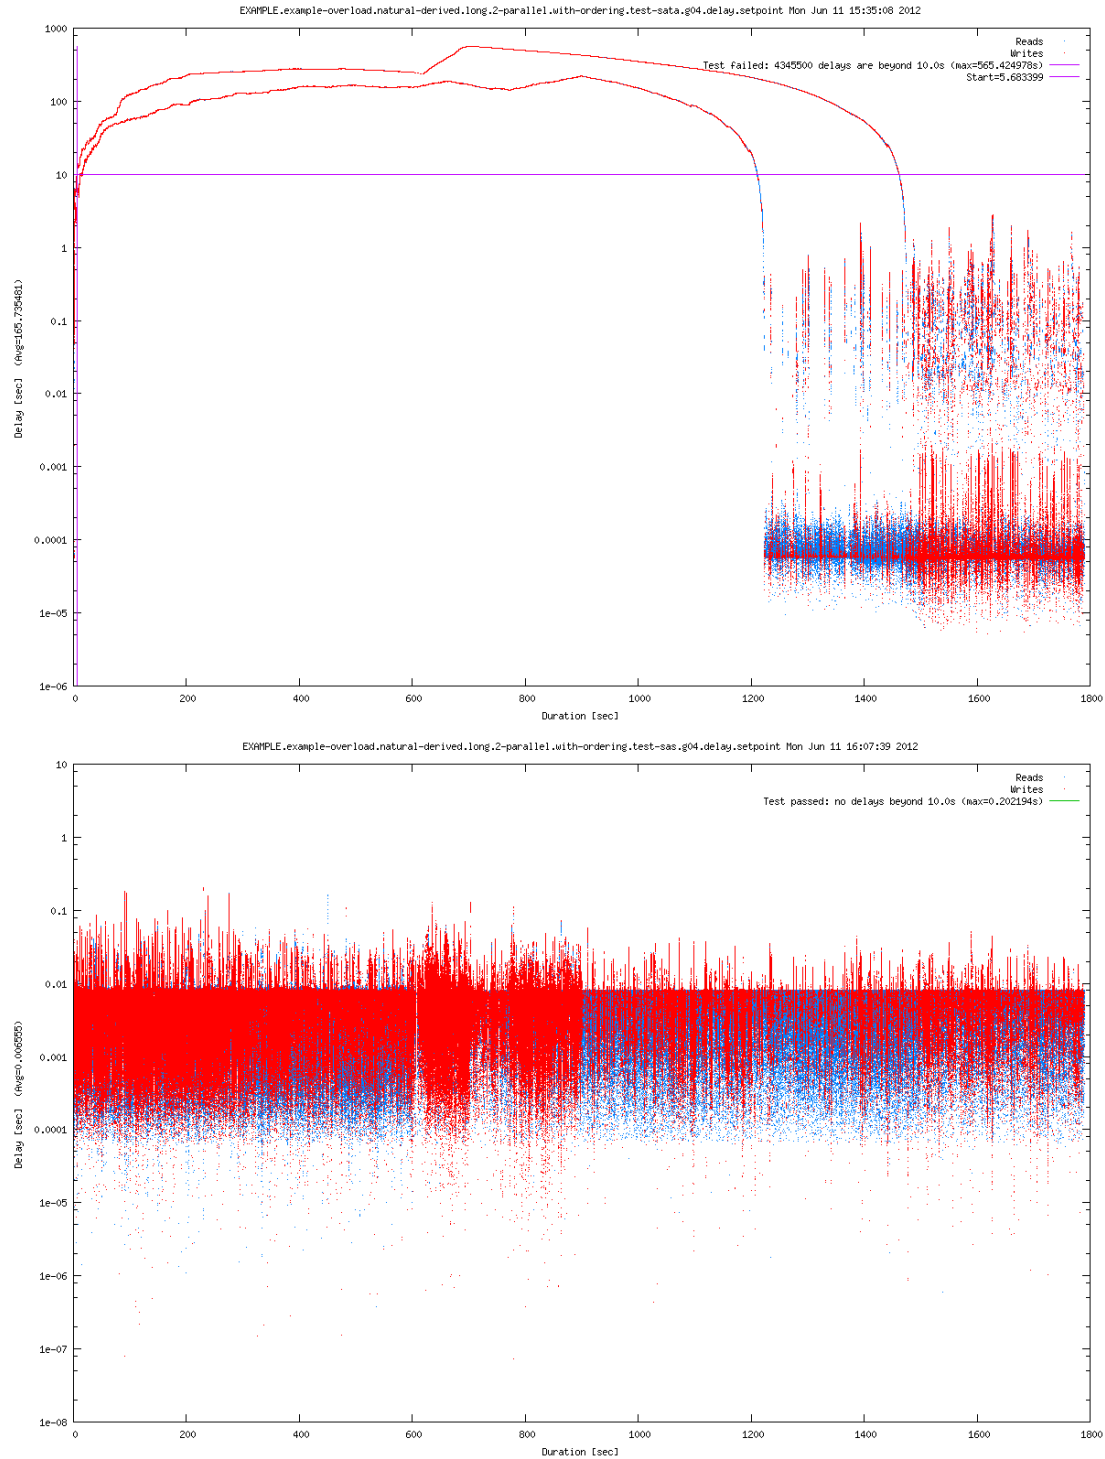 EXAMPLE.example-overload.natural-derived.long.2-parallel.with-ordering.test-sata.g04.delay.setpoint Mon Jun 11 15:35:08 2012
Reads
Writes
Test failed: 4345500 delays are beyond 10.0s (max=565.424978s)
Start=5.683399
1000
100
10
1
0.1
0.01
0.001
0.0001
1e-05
1e-06
Delay [sec] (Avg=165.735481)
0 200 400 600 800 1000 1200 1400 1600 1800
Duration [sec]
EXAMPLE.example-overload.natural-derived.long.2-parallel.with-ordering.test-sas.g04.delay.setpoint Mon Jun 11 16:07:39 2012
Reads
Writes
Test passed: no delays beyond 10.0s (max=0.202194s)
10
1
0.1
0.01
0.001
0.0001
1e-05
1e-06
1e-07
1e-08
Delay [sec] (Avg=0.006555)
0 200 400 600 800 1000 1200 1400 1600 1800
Duration [sec]